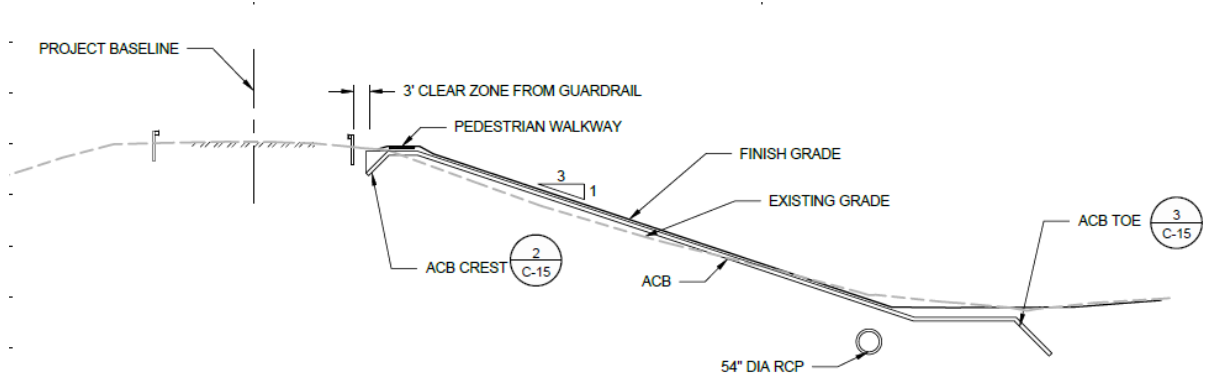 PROJECT BASELINE
3' CLEAR ZONE FROM GUARDRAIL
PEDESTRIAN WALKWAY
FINISH GRADE
3
1
EXISTING GRADE
ACB TOE
3
C-15
ACB CREST
2
C-15
ACB
54" DIA RCP